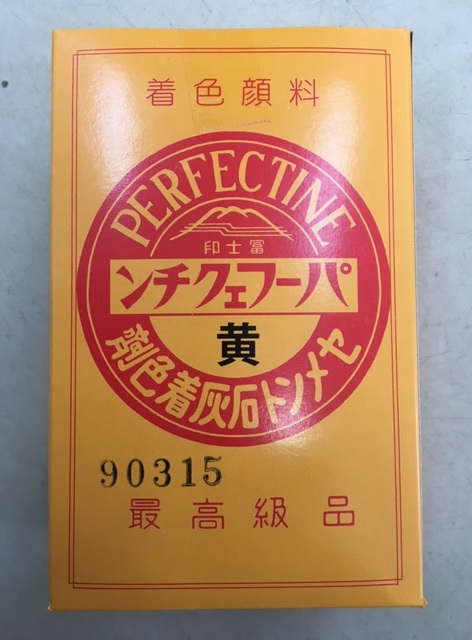 着色顔料
PERFECTINE
冨士印
パーフェクチン
黄
セメント石灰着色剤
90315
最高級品